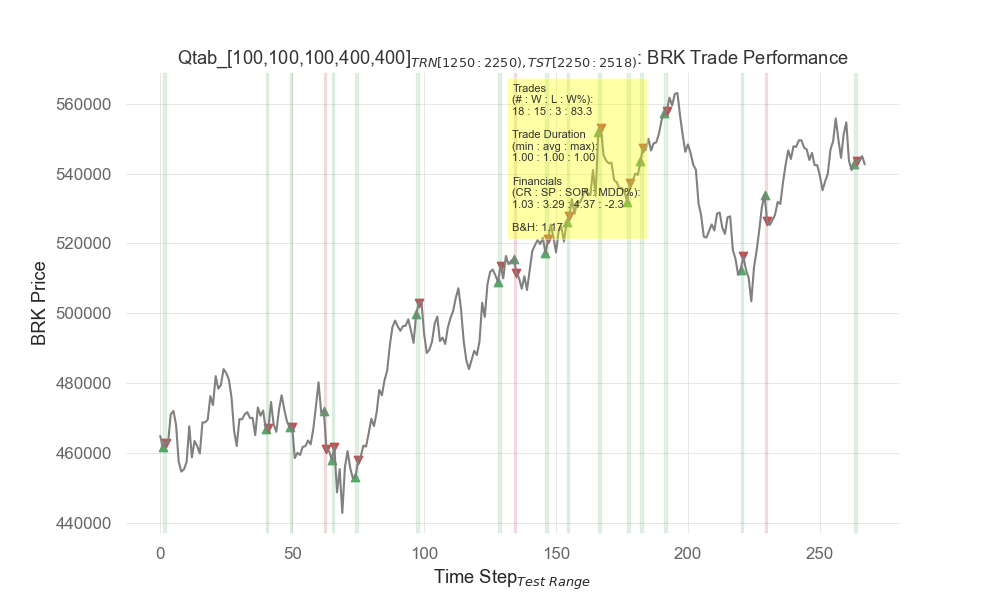 Qtab_[100,100,100,400,400]TRN[1250:2250),TST[2250:2518): BRK Trade Performance
560000
540000
520000
500000
480000
460000
440000
BRK Price
Trades
(# : W : L : W%):
18 : 15 : 3 : 83.3
Trade Duration
(min : avg : max):
1.00 : 1.00 : 1.00
Financials
(CR : SP : SOR : MDD%):
1.03 : 3.29 : 4.37 : -2.3
B&H: 1.17
0
50
100
150
200
250
Time StepTest Range